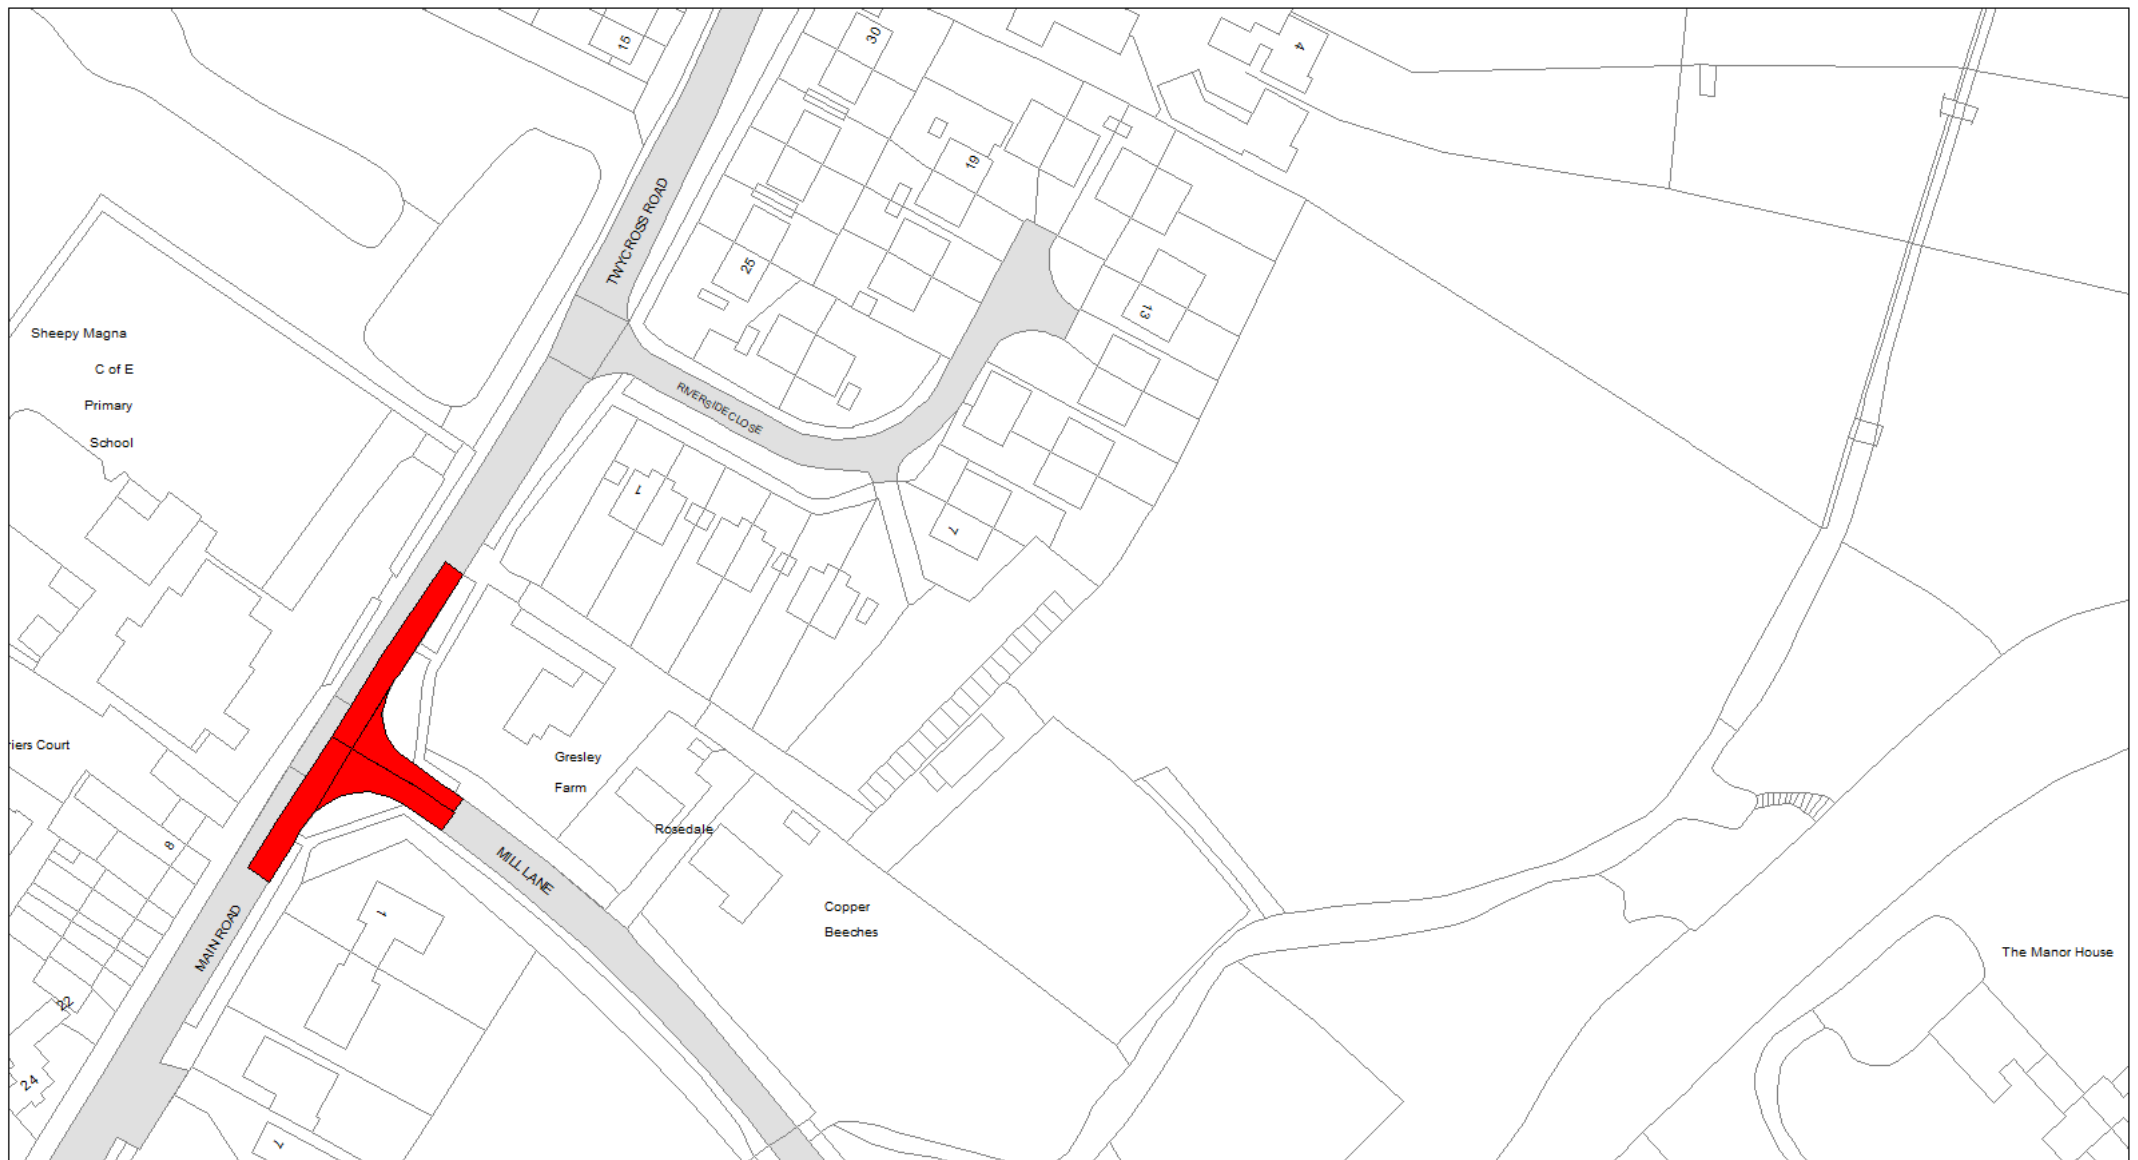 15
30
4
19
TWYCROSS ROAD
25
13
Sheepy Magna
C of E
Primary
School
RIVERSIDE CLOSE
1
7
iers Court
Gresley
Farm
Rosedale
8
MILL LANE
1
Copper
Beeches
MAIN ROAD
The Manor House
22
24
7